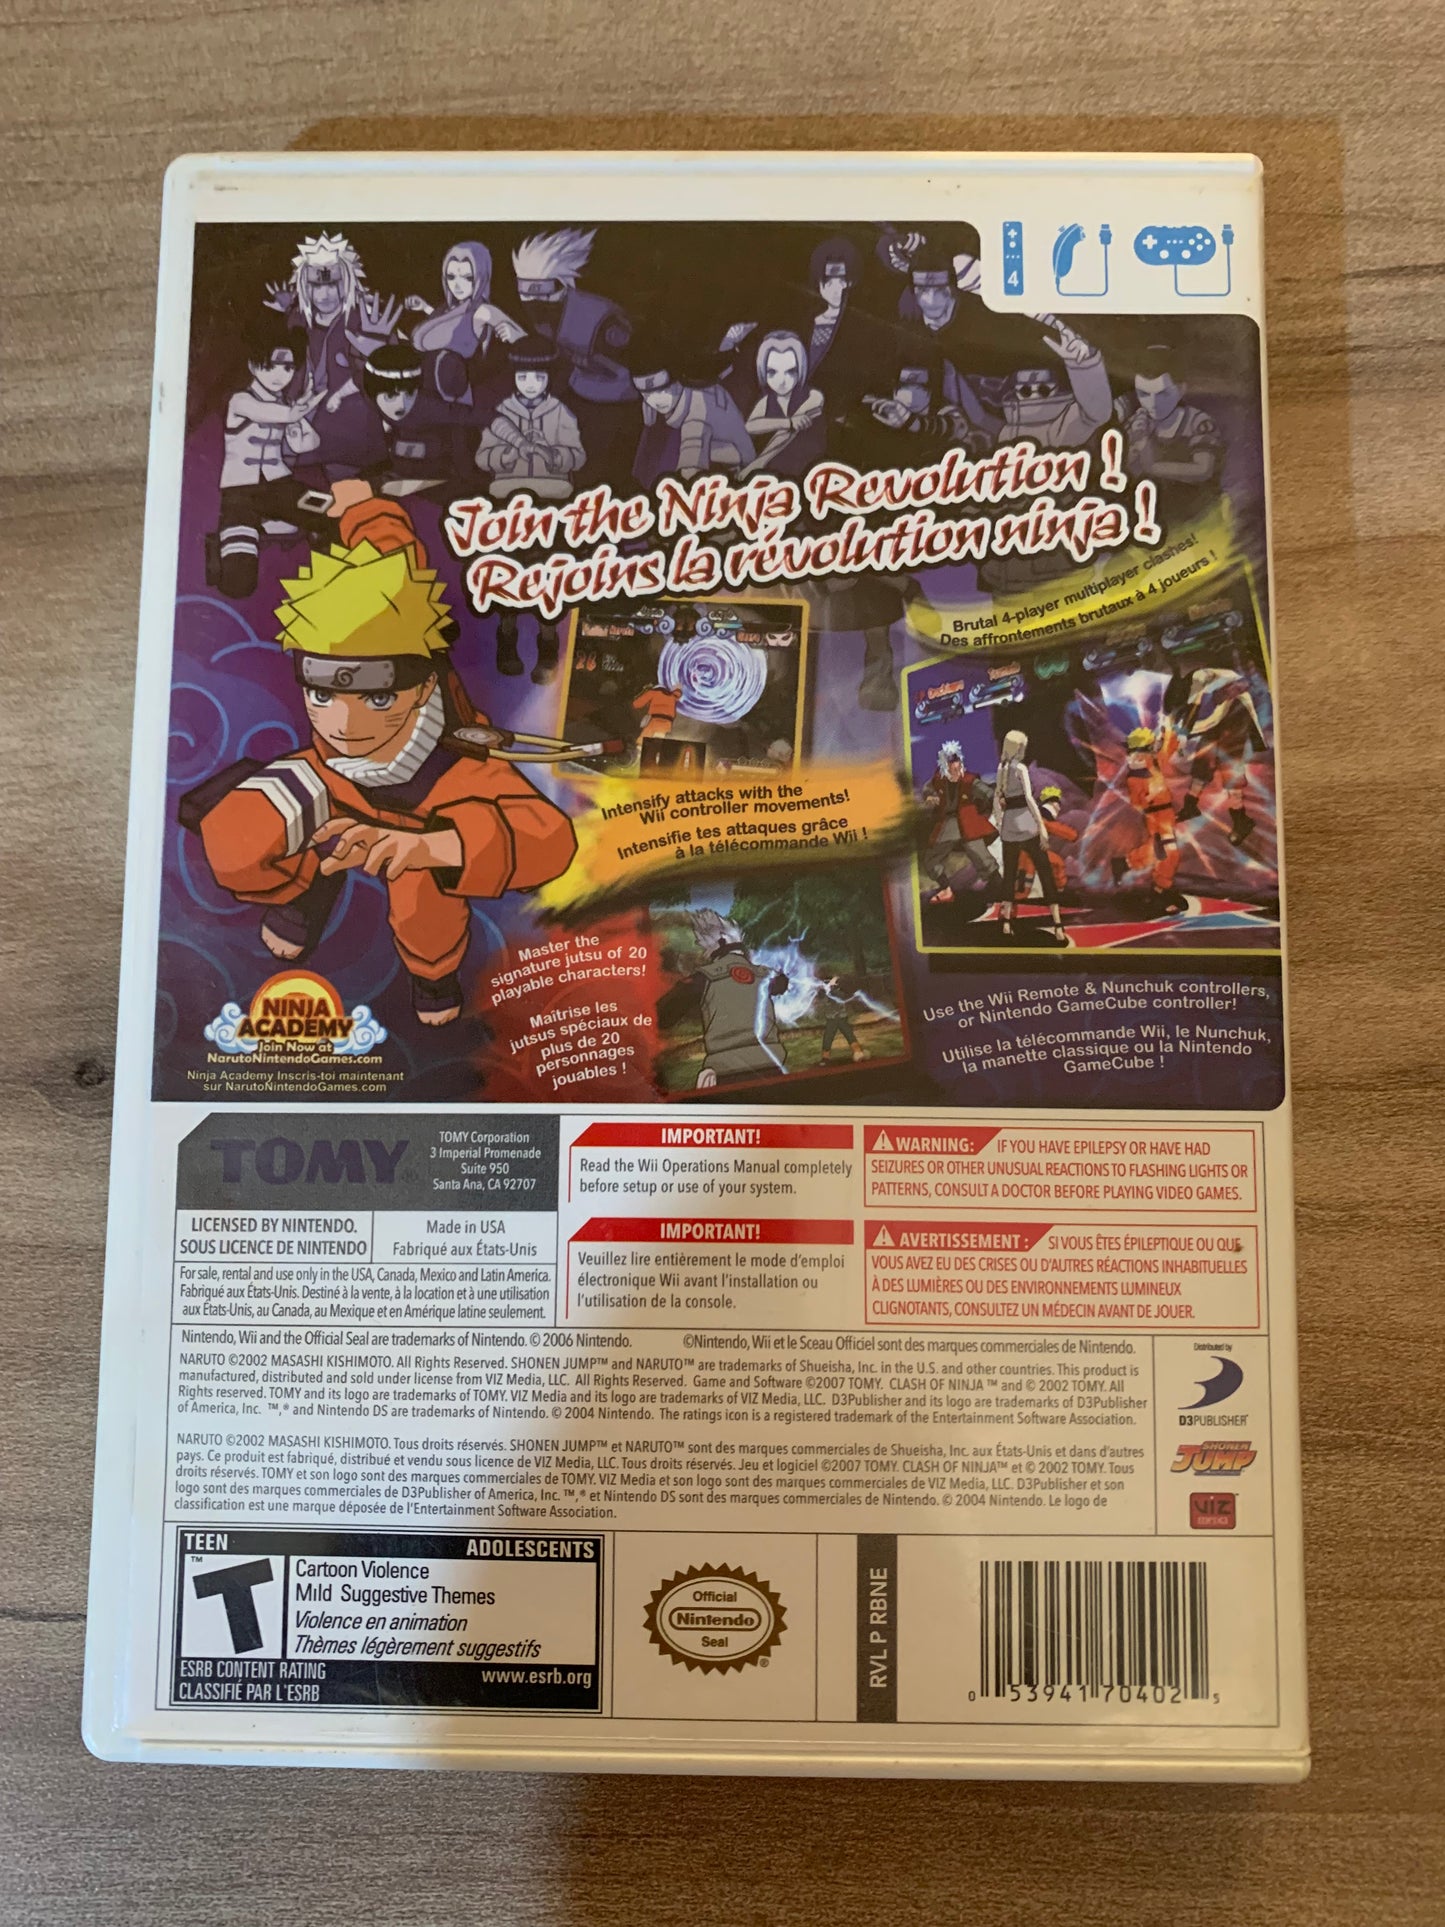 4
Join the Ninja Revolution !
Rejoins la révolution ninja !
Brutal 4-player multiplayer clashes!
Des affrontements brutaux à 4 joueurs !
Intensify attacks with the
Wii controller movements!
Intensifie tes attaques grâce
à la télécommande Wii !
Master the
signature jutsu of 20
playable characters!
Maîtrise les
jutsus spéciaux de
plus de 20
personnages
jouables !
Use the Wii Remote & Nunchuk controllers,
or Nintendo GameCube controller!
Utilise la télécommande Wii, le Nunchuk,
la manette classique ou la Nintendo
GameCube !
NINJA
ACADEMY
Join Now at
NarutoNintendoGames.com
Ninja Academy Inscris-toi maintenant
sur NarutoNintendoGames.com
TOMY®
TOMY Corporation
3 Imperial Promenade
Suite 950
Santa Ana, CA 92707
LICENSED BY NINTENDO.
SOUS LICENCE DE NINTENDO
Made in USA
Fabriqué aux États-Unis
For sale, rental and use only in the USA, Canada, Mexico and Latin America.
Fabriqué aux États-Unis. Destiné à la vente, à la location et à une utilisation
aux États-Unis, au Canada, au Mexique et en Amérique latine seulement.
IMPORTANT!
Read the Wii Operations Manual completely
before setup or use of your system.
IMPORTANT!
Veuillez lire entièrement le mode d'emploi
électronique Wii avant l'installation ou
l'utilisation de la console.
WARNING: IF YOU HAVE EPILEPSY OR HAVE HAD
SEIZURES OR OTHER UNUSUAL REACTIONS TO FLASHING LIGHTS OR
PATTERNS, CONSULT A DOCTOR BEFORE PLAYING VIDEO GAMES.
AVERTISSEMENT : SI VOUS ÊTES ÉPILEPTIQUE OU QUE
VOUS AVEZ EU DES CRISES OU D'AUTRES RÉACTIONS INHABITUELLES
À DES LUMIÈRES OU DES ENVIRONNEMENTS LUMINEUX
CLIGNOTANTS, CONSULTEZ UN MÉDECIN AVANT DE JOUER.
Nintendo, Wii and the Official Seal are trademarks of Nintendo. © 2006 Nintendo. ©Nintendo, Wii et le Sceau Officiel sont des marques commerciales de Nintendo.
NARUTO ©2002 MASASHI KISHIMOTO. All Rights Reserved. SHONEN JUMP™ and NARUTO™ are trademarks of Shueisha, Inc. in the U.S. and other countries. This product is
manufactured, distributed and sold under license from VIZ Media, LLC. All Rights Reserved. Game and Software ©2007 TOMY. CLASH OF NINJA ™ and © 2002 TOMY. All
Rights reserved. TOMY and its logo are trademarks of TOMY. VIZ Media and its logo are trademarks of VIZ Media, LLC. D3Publisher and its logo are trademarks of D3Publisher
of America, Inc. ™,® and Nintendo DS are trademarks of Nintendo. © 2004 Nintendo. The ratings icon is a registered trademark of the Entertainment Software Association.
NARUTO ©2002 MASASHI KISHIMOTO. Tous droits réservés. SHONEN JUMP™ et NARUTO™ sont des marques commerciales de Shueisha, Inc. aux États-Unis et dans d'autres
pays. Ce produit est fabriqué, distribué et vendu sous licence de VIZ Media, LLC. Tous droits réservés. Jeu et logiciel ©2007 TOMY. CLASH OF NINJA™ et © 2002 TOMY. Tous
droits réservés. TOMY et son logo sont des marques commerciales de TOMY. VIZ Media et son logo sont des marques commerciales de VIZ Media, LLC. D3Publisher et son
logo sont des marques commerciales de D3Publisher of America, Inc. ™,® et Nintendo DS sont des marques commerciales de Nintendo. © 2004 Nintendo. Le logo de
classification est une marque déposée de l'Entertainment Software Association.
Distributed by
D3PUBLISHER
SHONEN
JUMP
VIZ
MEDIA
TEEN ADOLESCENTS
T™
Cartoon Violence
Mild Suggestive Themes
Violence en animation
Thèmes légèrement suggestifs
ESRB CONTENT RATING www.esrb.org
CLASSIFIÉ PAR L'ESRB
Official
Nintendo
Seal
®
RVL P RBNE
0 53941 70402 5